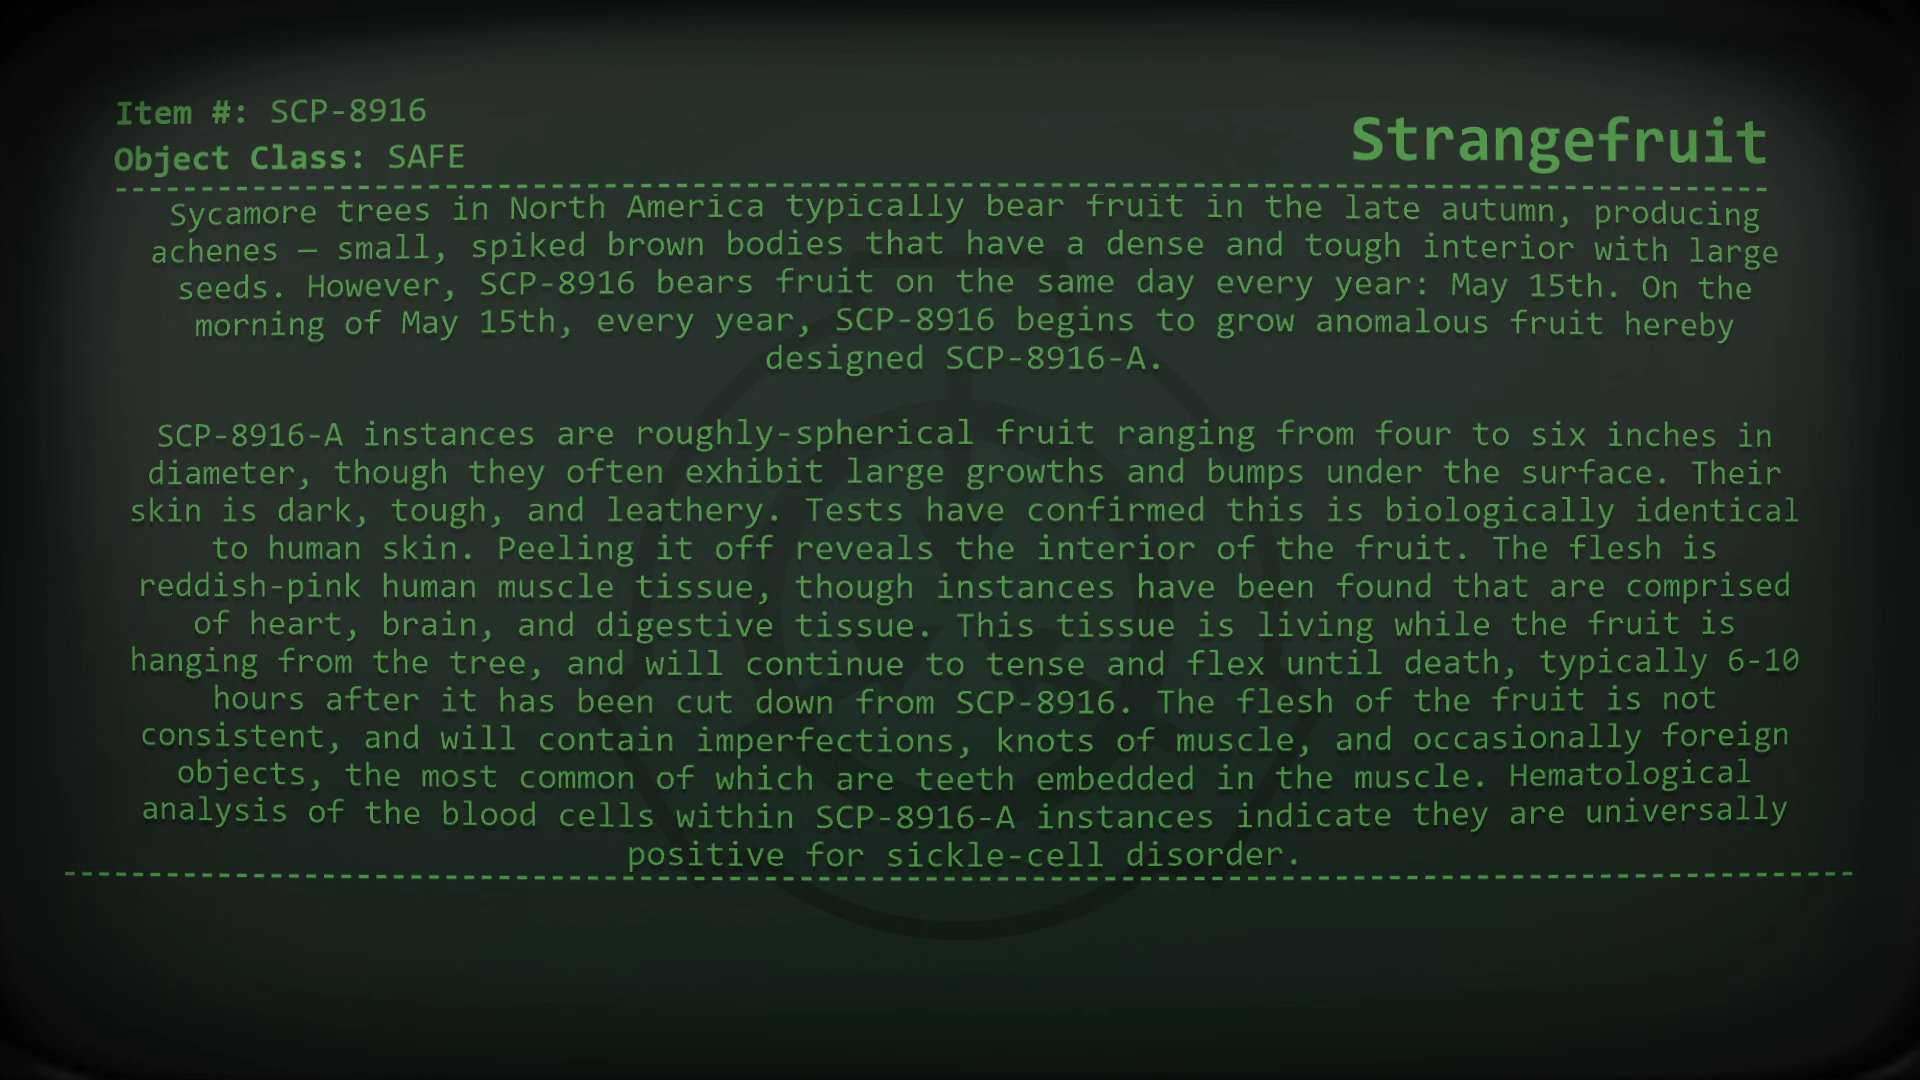 Item #: SCP-8916
Object Class: SAFE
Strangefruit
Sycamore trees in North America typically bear fruit in the late autumn, producing
achenes — small, spiked brown bodies that have a dense and tough interior with large
seeds. However, SCP-8916 bears fruit on the same day every year: May 15th. On the
morning of May 15th, every year, SCP-8916 begins to grow anomalous fruit hereby
designed SCP-8916-A.
SCP-8916-A instances are roughly-spherical fruit ranging from four to six inches in
diameter, though they often exhibit large growths and bumps under the surface. Their
skin is dark, tough, and leathery. Tests have confirmed this is biologically identical
to human skin. Peeling it off reveals the interior of the fruit. The flesh is
reddish-pink human muscle tissue, though instances have been found that are comprised
of heart, brain, and digestive tissue. This tissue is living while the fruit is
hanging from the tree, and will continue to tense and flex until death, typically 6-10
hours after it has been cut down from SCP-8916. The flesh of the fruit is not
consistent, and will contain imperfections, knots of muscle, and occasionally foreign
objects, the most common of which are teeth embedded in the muscle. Hematological
analysis of the blood cells within SCP-8916-A instances indicate they are universally
positive for sickle-cell disorder.